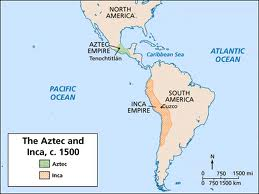 NORTH
AMERICA
AZTEC
EMPIRE
Tenochtitlán
Caribbean Sea
ATLANTIC
OCEAN
PACIFIC
OCEAN
INCA
EMPIRE
SOUTH
AMERICA
Cuzco
The Aztec
and Inca, c. 1500
Aztec
Inca
N
0 750 1500 mi
0 750 1500 km